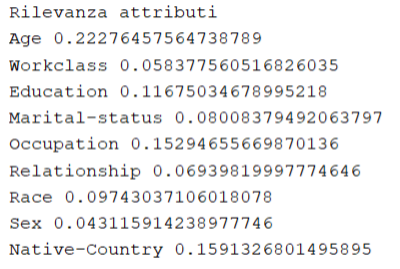 Rilevanza attributi
Age 0.22276457564738789
Workclass 0.058377560516826035
Education 0.11675034678995218
Marital-status 0.08008379492063797
Occupation 0.15294655669870136
Relationship 0.06939819997774646
Race 0.09743037106018078
Sex 0.043115914238977746
Native-Country 0.1591326801495895